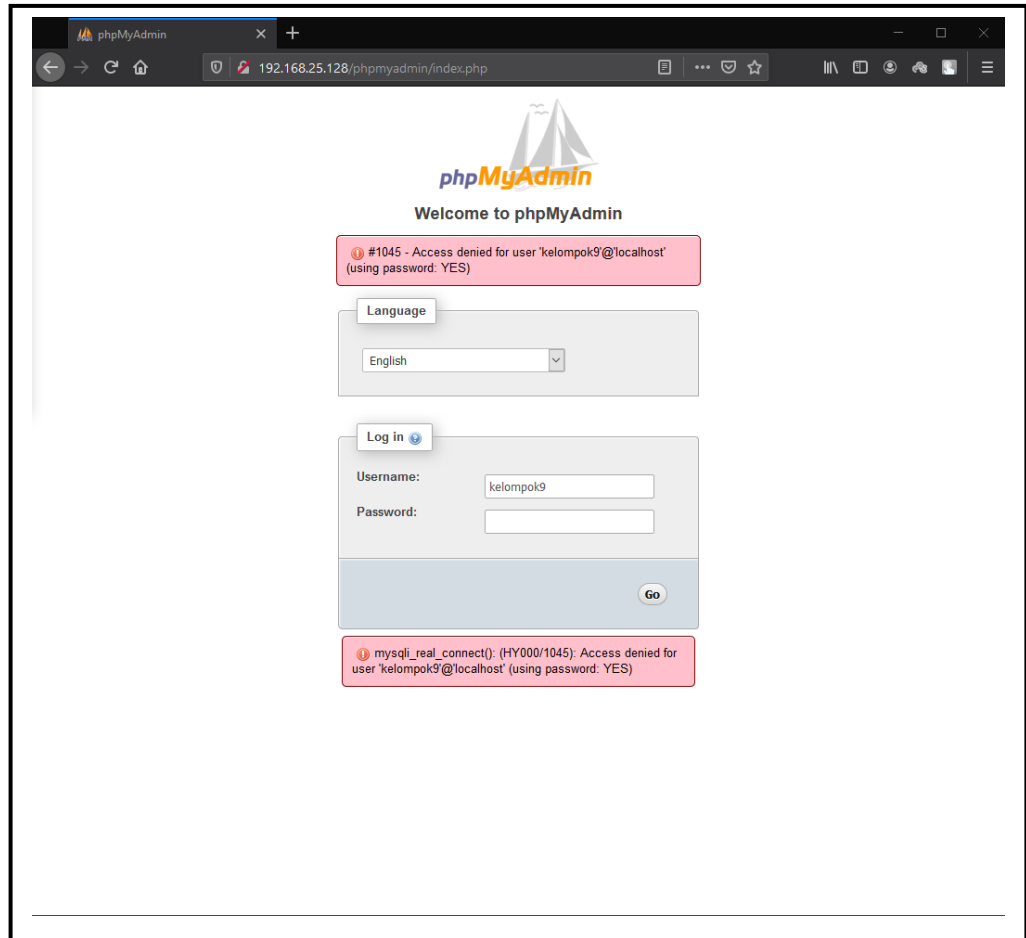 phpMyAdmin
192.168.25.128/phpmyadmin/index.php
phpMyAdmin
Welcome to phpMyAdmin
#1045 - Access denied for user 'kelompok9'@'localhost'
(using password: YES)
Language
English
Log in
Username:
kelompok9
Password:
Go
mysqli_real_connect(): (HY000/1045): Access denied for
user 'kelompok9'@'localhost' (using password: YES)